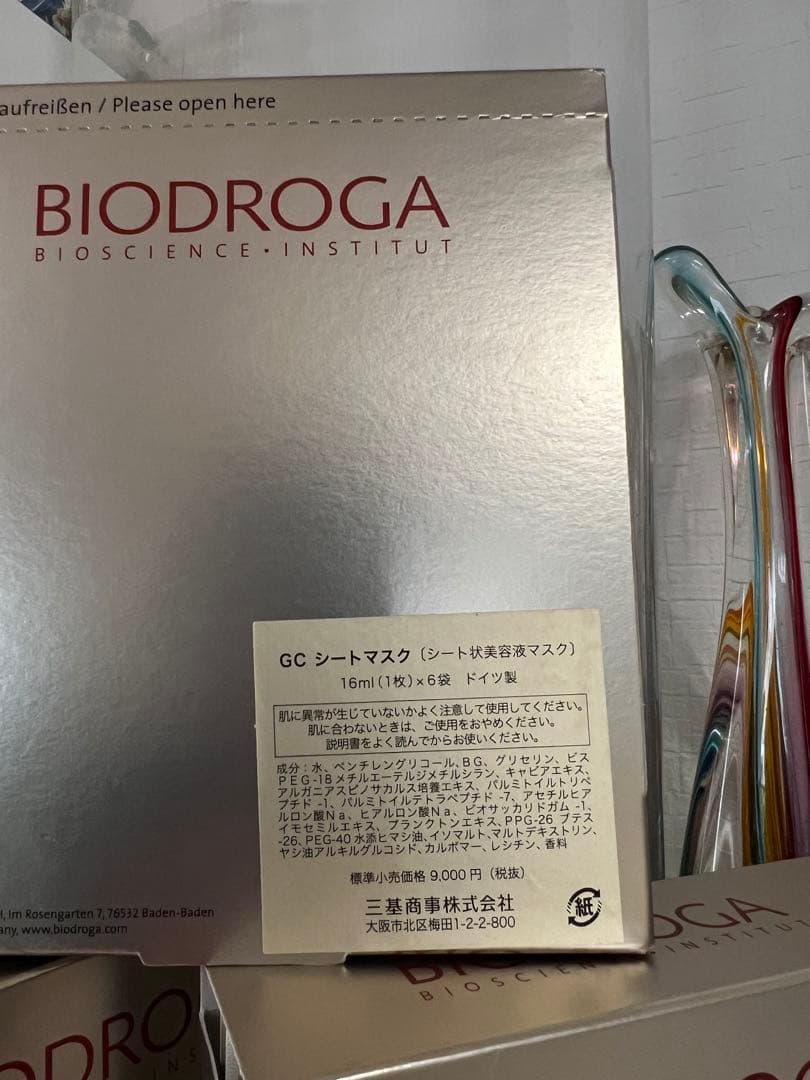 aufreißen / Please open here
BIODROGA
BIOSCIENCE • INSTITUT
GC シートマスク〔シート状美容液マスク〕
16ml(1枚)×6袋 ドイツ製
肌に異常が生じていないかよく注意して使用してください。
肌に合わないときは、ご使用をおやめください。
説明書をよく読んでからお使いください。
成分:水、ペンチレングリコール、BG、グリセリン、ビス
PEG-18メチルエーテルジメチルシラン、キャビアエキス、
アルガニアスピノサカルス培養エキス、パルミトイルトリペ
プチド-1、パルミトイルテトラペプチド-7、アセチルヒア
ルロン酸Na、ヒアルロン酸Na、ビオサッカリドガム-1、
イモセミルエキス、プランクトンエキス、PPG-26ブテス
-26、PEG-40水添ヒマシ油、イソマルト、マルトデキストリン、
ヤシ油アルキルグルコシド、カルボマー、レシチン、香料
標準小売価格 9,000円(税抜)
三基商事株式会社
大阪市北区梅田1-2-2-800
紙
, Im Rosengarten 7, 76532 Baden-Baden
any, www.biodroga.com
ODRO
INS
BIODROGA
BIOSCIEN INSTITUT